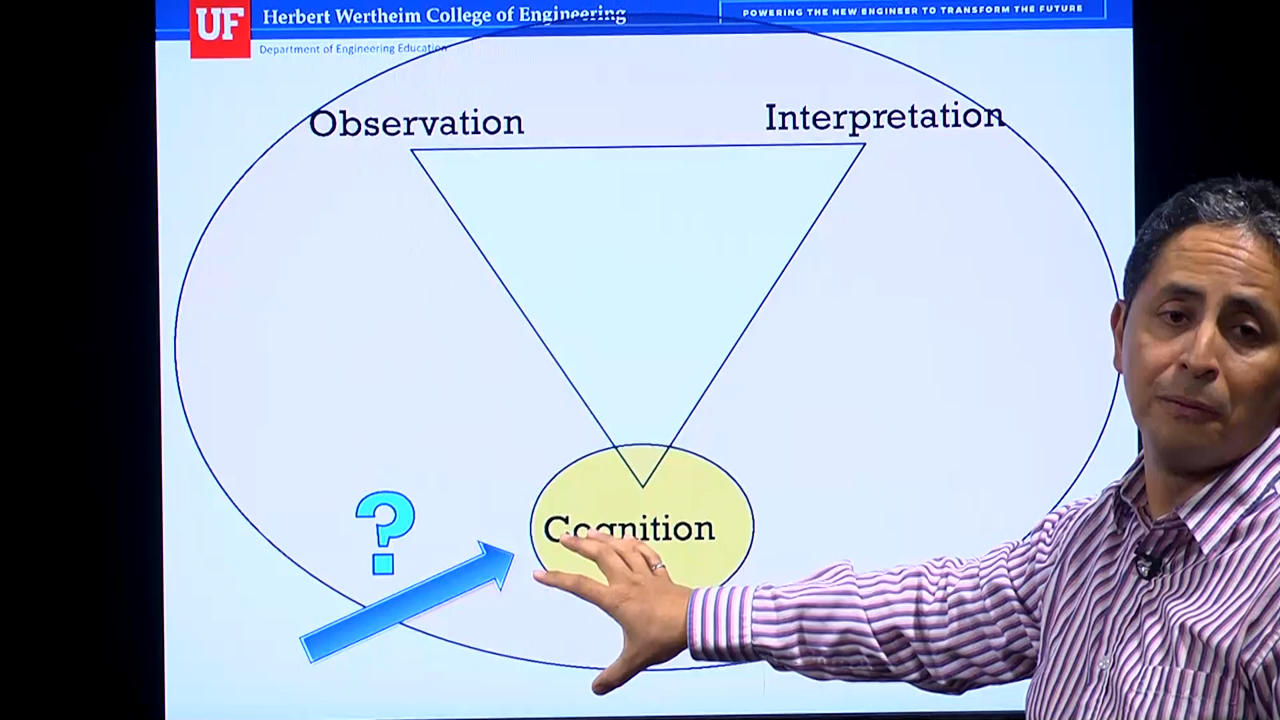 UF
Herbert Wertheim College of Engineering
POWERING THE NEW ENGINEER TO TRANSFORM THE FUTURE
Department of Engineering Education
Observation
Interpretation
?
Cognition